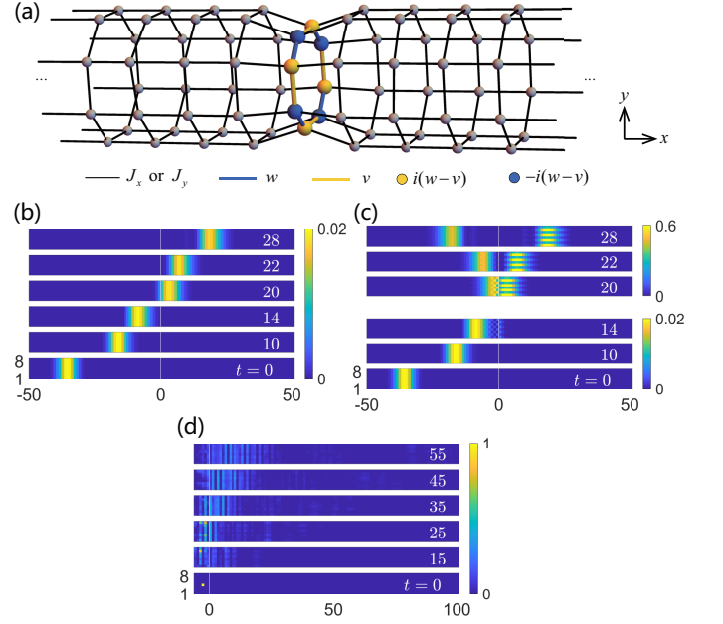 (a)
... ...
y
x
J_x or J_y w v i(w−v) −i(w−v)
(b)
28
22
20
14
10
8
1
t = 0
-50 0 50
0.02
0
(c)
28
22
20
14
10
8
1
t = 0
-50 0 50
0.6
0
0.02
0
(d)
55
45
35
25
15
8
1
t = 0
0 50 100
1
0